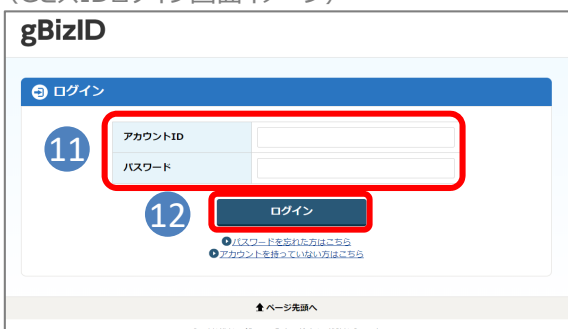 gBizID
ログイン
11
アカウントID
パスワード
12
ログイン
パスワードを忘れた方はこちら
アカウントを持っていない方はこちら
ページ先頭へ